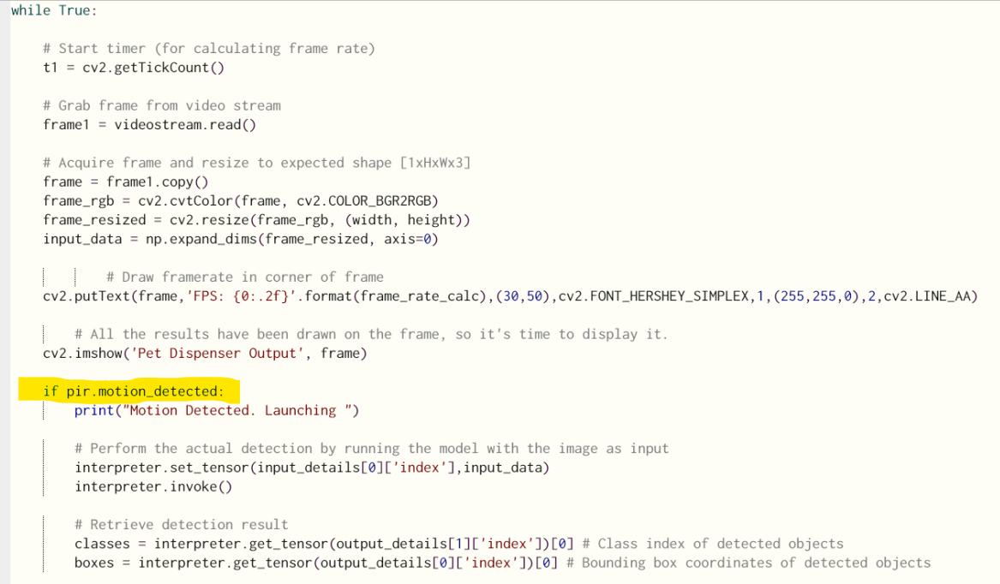 while True:
# Start timer (for calculating frame rate)
t1 = cv2.getTickCount()
# Grab frame from video stream
frame1 = videostream.read()
# Acquire frame and resize to expected shape [1xHxWx3]
frame = frame1.copy()
frame_rgb = cv2.cvtColor(frame, cv2.COLOR_BGR2RGB)
frame_resized = cv2.resize(frame_rgb, (width, height))
input_data = np.expand_dims(frame_resized, axis=0)
# Draw framerate in corner of frame
cv2.putText(frame,'FPS: {0:.2f}'.format(frame_rate_calc),(30,50),cv2.FONT_HERSHEY_SIMPLEX,1,(255,255,0),2,cv2.LINE_AA)
# All the results have been drawn on the frame, so it's time to display it.
cv2.imshow('Pet Dispenser Output', frame)
if pir.motion_detected:
print("Motion Detected. Launching ")
# Perform the actual detection by running the model with the image as input
interpreter.set_tensor(input_details[0]['index'],input_data)
interpreter.invoke()
# Retrieve detection result
classes = interpreter.get_tensor(output_details[1]['index'])[0] # Class index of detected objects
boxes = interpreter.get_tensor(output_details[0]['index'])[0] # Bounding box coordinates of detected objects